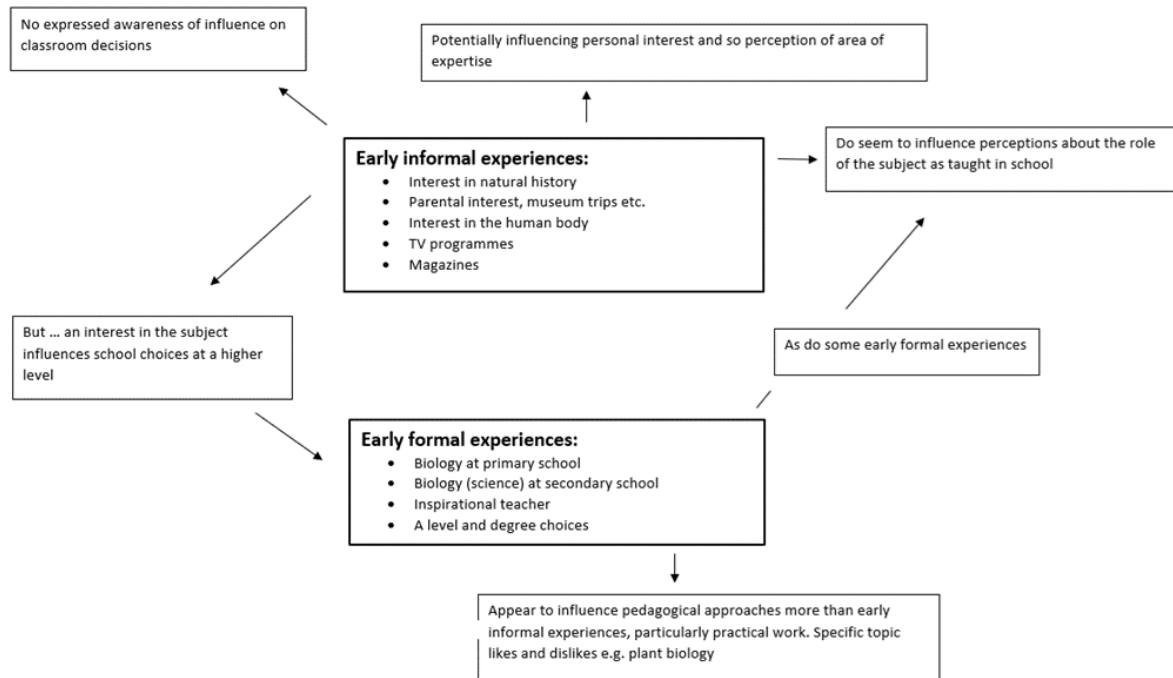 No expressed awareness of influence on
classroom decisions
Potentially influencing personal interest and so perception of area of
expertise
Early informal experiences:
• Interest in natural history
• Parental interest, museum trips etc.
• Interest in the human body
• TV programmes
• Magazines
Do seem to influence perceptions about the role
of the subject as taught in school
But … an interest in the subject
influences school choices at a higher
level
As do some early formal experiences
Early formal experiences:
• Biology at primary school
• Biology (science) at secondary school
• Inspirational teacher
• A level and degree choices
Appear to influence pedagogical approaches more than early
informal experiences, particularly practical work. Specific topic
likes and dislikes e.g. plant biology